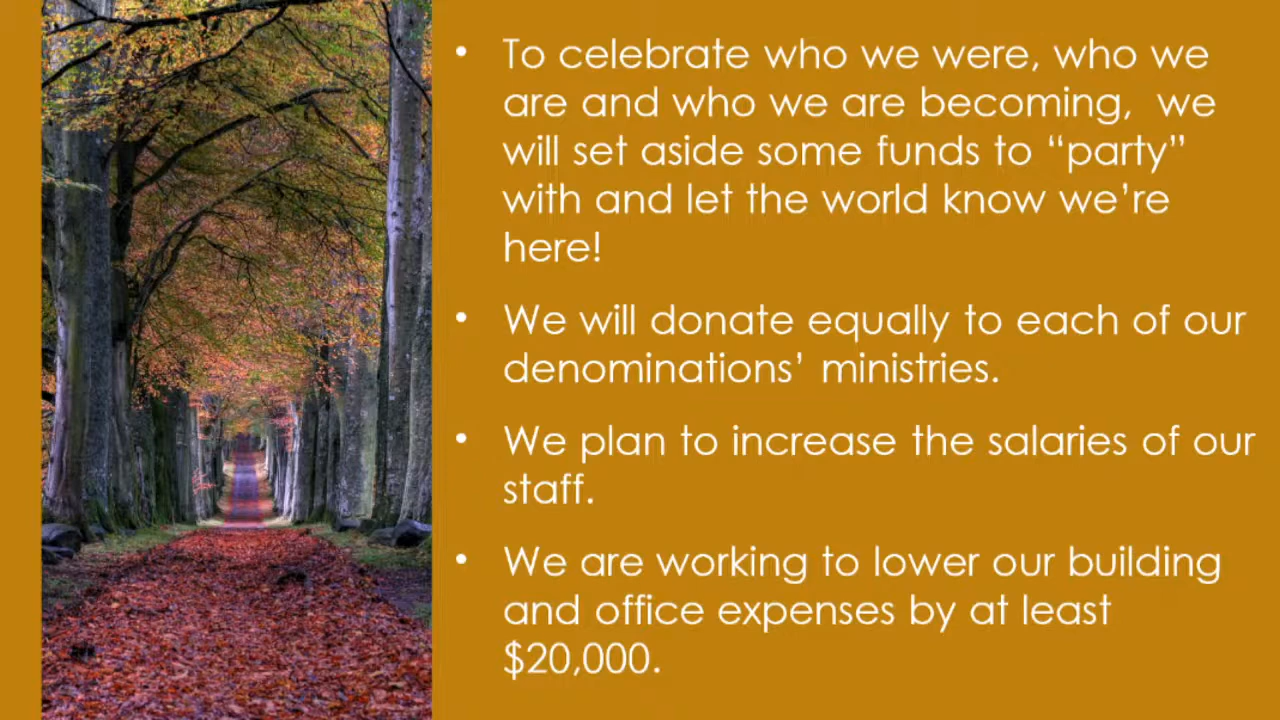 • To celebrate who we were, who we
are and who we are becoming,  we
will set aside some funds to “party”
with and let the world know we’re
here!
• We will donate equally to each of our
denominations’ ministries.
• We plan to increase the salaries of our
staff.
• We are working to lower our building
and office expenses by at least
$20,000.